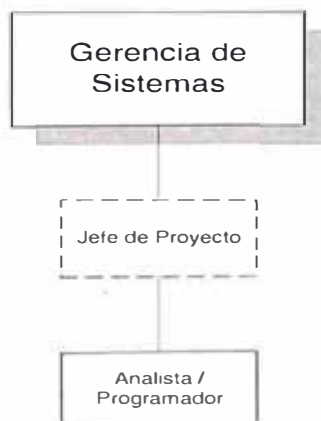 Gerencia de
Sistemas
Jefe de Proyecto
Analista /
Programador